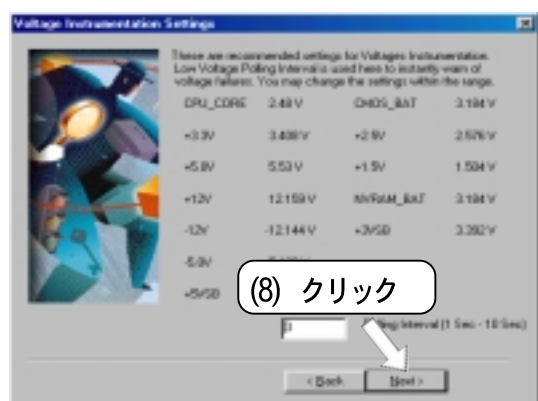 Voltage Instrumentation Settings
These are recommended settings for Voltages Instrumentation.
Low Voltage Polling Interval is used here to instantly warn of
voltage failures. You may change the settings within the range.
CPU_CORE 2.48 V CMOS_BAT 3.184 V
+3.3V 3.408 V +2.5V 2.576 V
+5.0V 5.53 V +1.5V 1.504 V
+12V 12.159 V NVRAM_BAT 3.184 V
-12V -12.144 V +3VSB 3.392 V
-5.0V
+5VSB
(8) クリック
Interval (1 Sec - 10 Sec)
< Back Next >